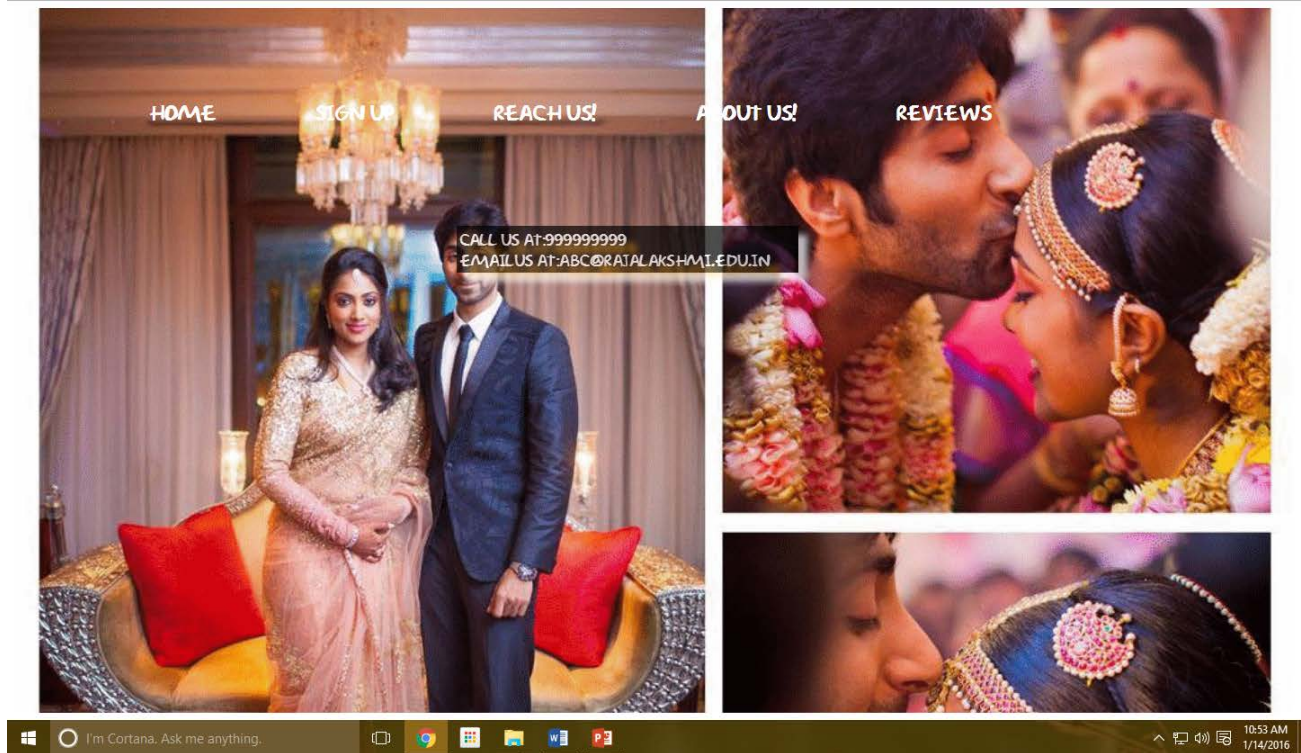 HOME SIGN UP REACH US! ABOUT US! REVIEWS
CALL US AT:999999999
EMAIL US AT:ABC@RAJALAKSHMI.EDU.IN
I'm Cortana. Ask me anything.
10:53 AM
1/14/2016